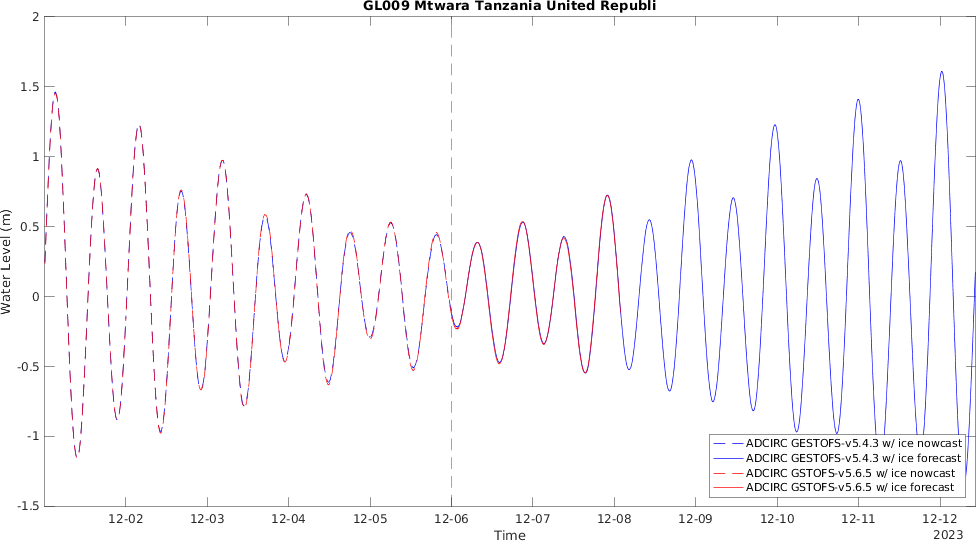 GL009 Mtwara Tanzania United Republi
2
1.5
1
0.5
0
-0.5
-1
-1.5
Water Level (m)
12-02 12-03 12-04 12-05 12-06 12-07 12-08 12-09 12-10 12-11 12-12
2023
Time
ADCIRC GESTOFS-v5.4.3 w/ ice nowcast
ADCIRC GESTOFS-v5.4.3 w/ ice forecast
ADCIRC GSTOFS-v5.6.5 w/ ice nowcast
ADCIRC GSTOFS-v5.6.5 w/ ice forecast